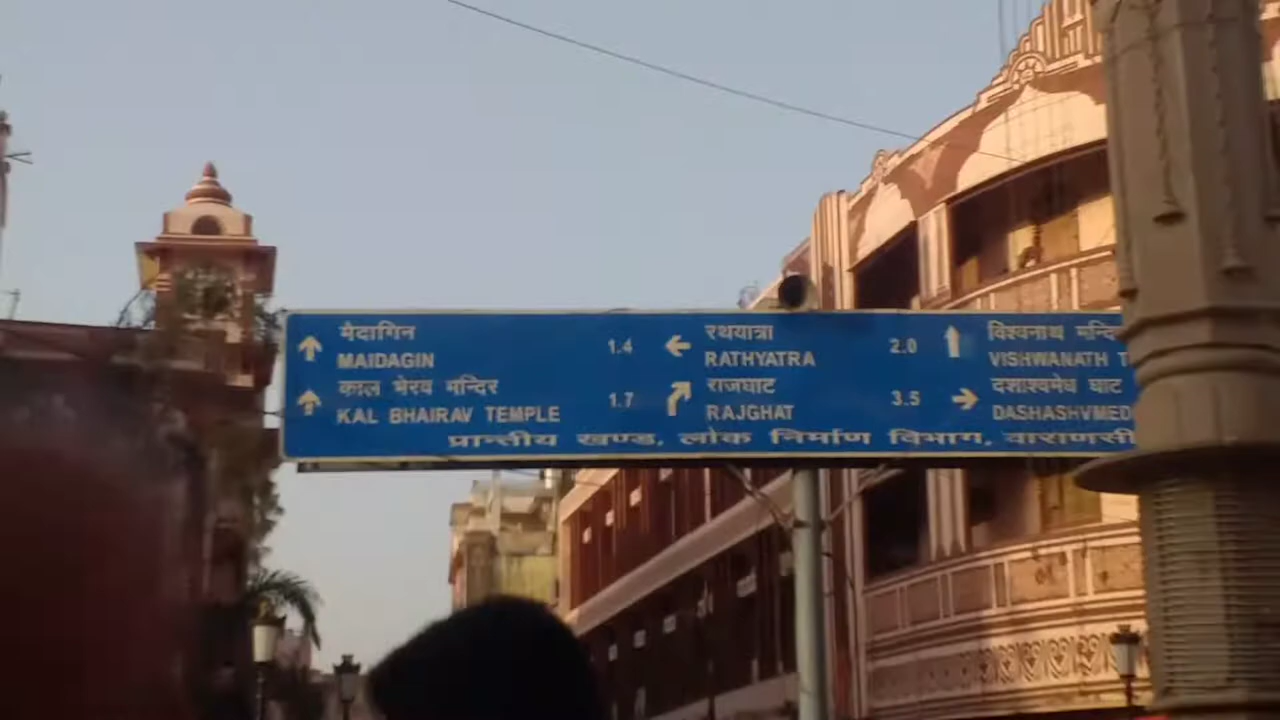 मैदागिन
MAIDAGIN 1.4
काल भैरव मन्दिर
KAL BHAIRAV TEMPLE 1.7
रथयात्रा
RATHYATRA 2.0
राजघाट
RAJGHAT 3.5
विश्वनाथ
VISHWANATH
दशाश्वमेध घाट
प्रान्तीय खण्ड, लोक निर्माण विभाग, वाराणसी